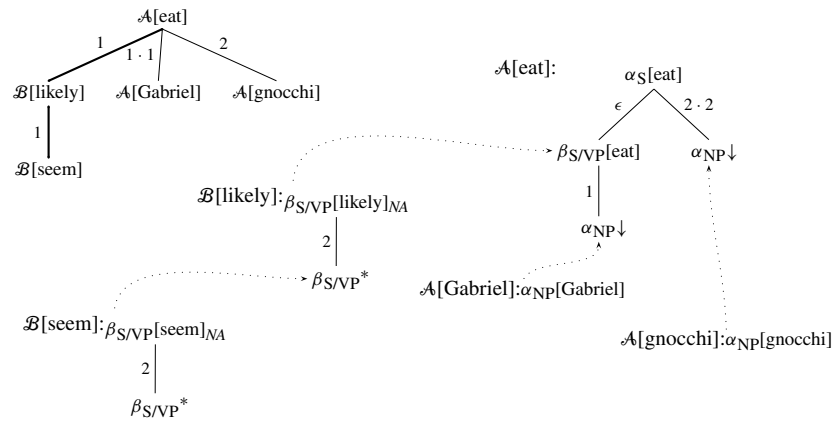 𝒜[eat]
1
1 · 1
2
𝓑[likely] 𝒜[Gabriel] 𝒜[gnocchi]
1
𝓑[seem]
𝒜[eat]: α_S[eat]
ϵ 2 · 2
β_S/VP[eat] α_NP↓
1
α_NP↓
𝓑[likely]: β_S/VP[likely]_NA
2
β_S/VP*
𝒜[Gabriel]:α_NP[Gabriel]
𝓑[seem]: β_S/VP[seem]_NA
2
β_S/VP*
𝒜[gnocchi]:α_NP[gnocchi]